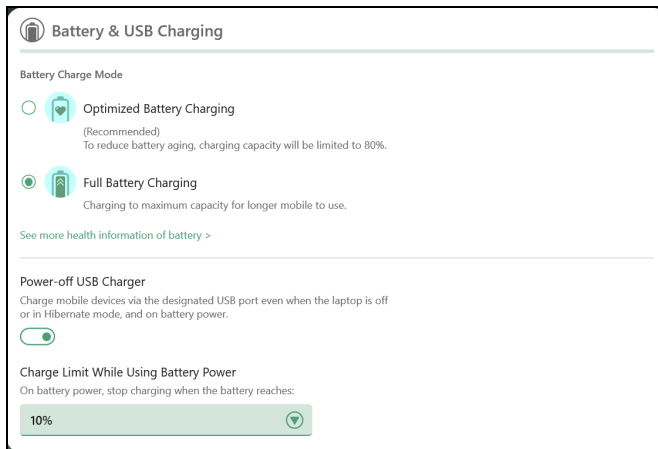 Battery & USB Charging
Battery Charge Mode
Optimized Battery Charging
(Recommended)
To reduce battery aging, charging capacity will be limited to 80%.
Full Battery Charging
Charging to maximum capacity for longer mobile to use.
See more health information of battery >
Power-off USB Charger
Charge mobile devices via the designated USB port even when the laptop is off
or in Hibernate mode, and on battery power.
Charge Limit While Using Battery Power
On battery power, stop charging when the battery reaches:
10%